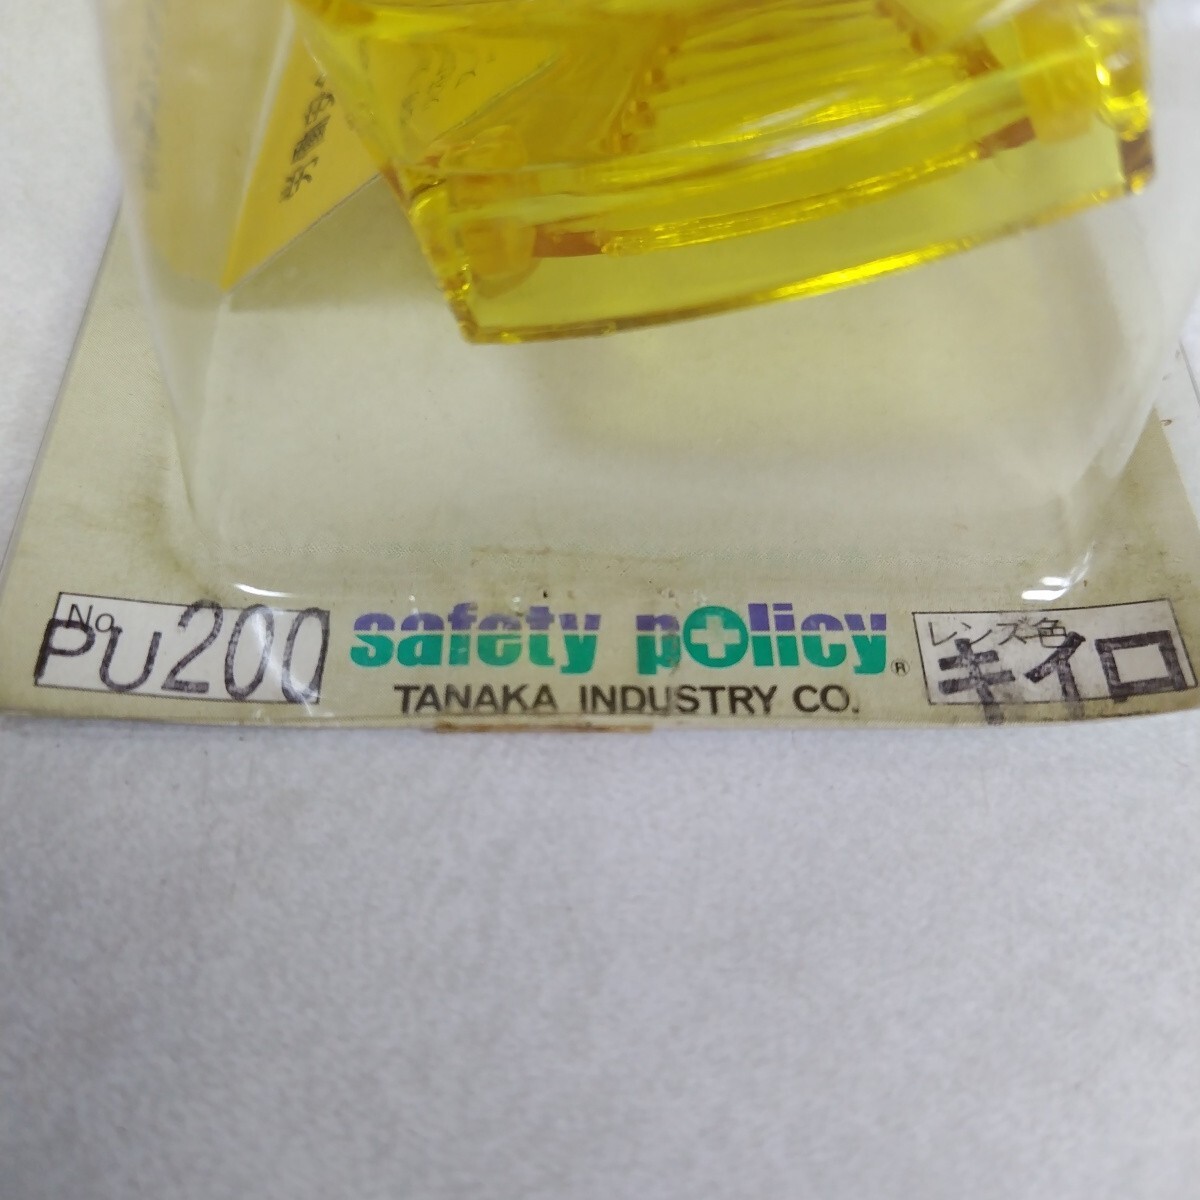 No.
PU200
safety policy®
TANAKA INDUSTRY CO.
レンズ色
キイロ